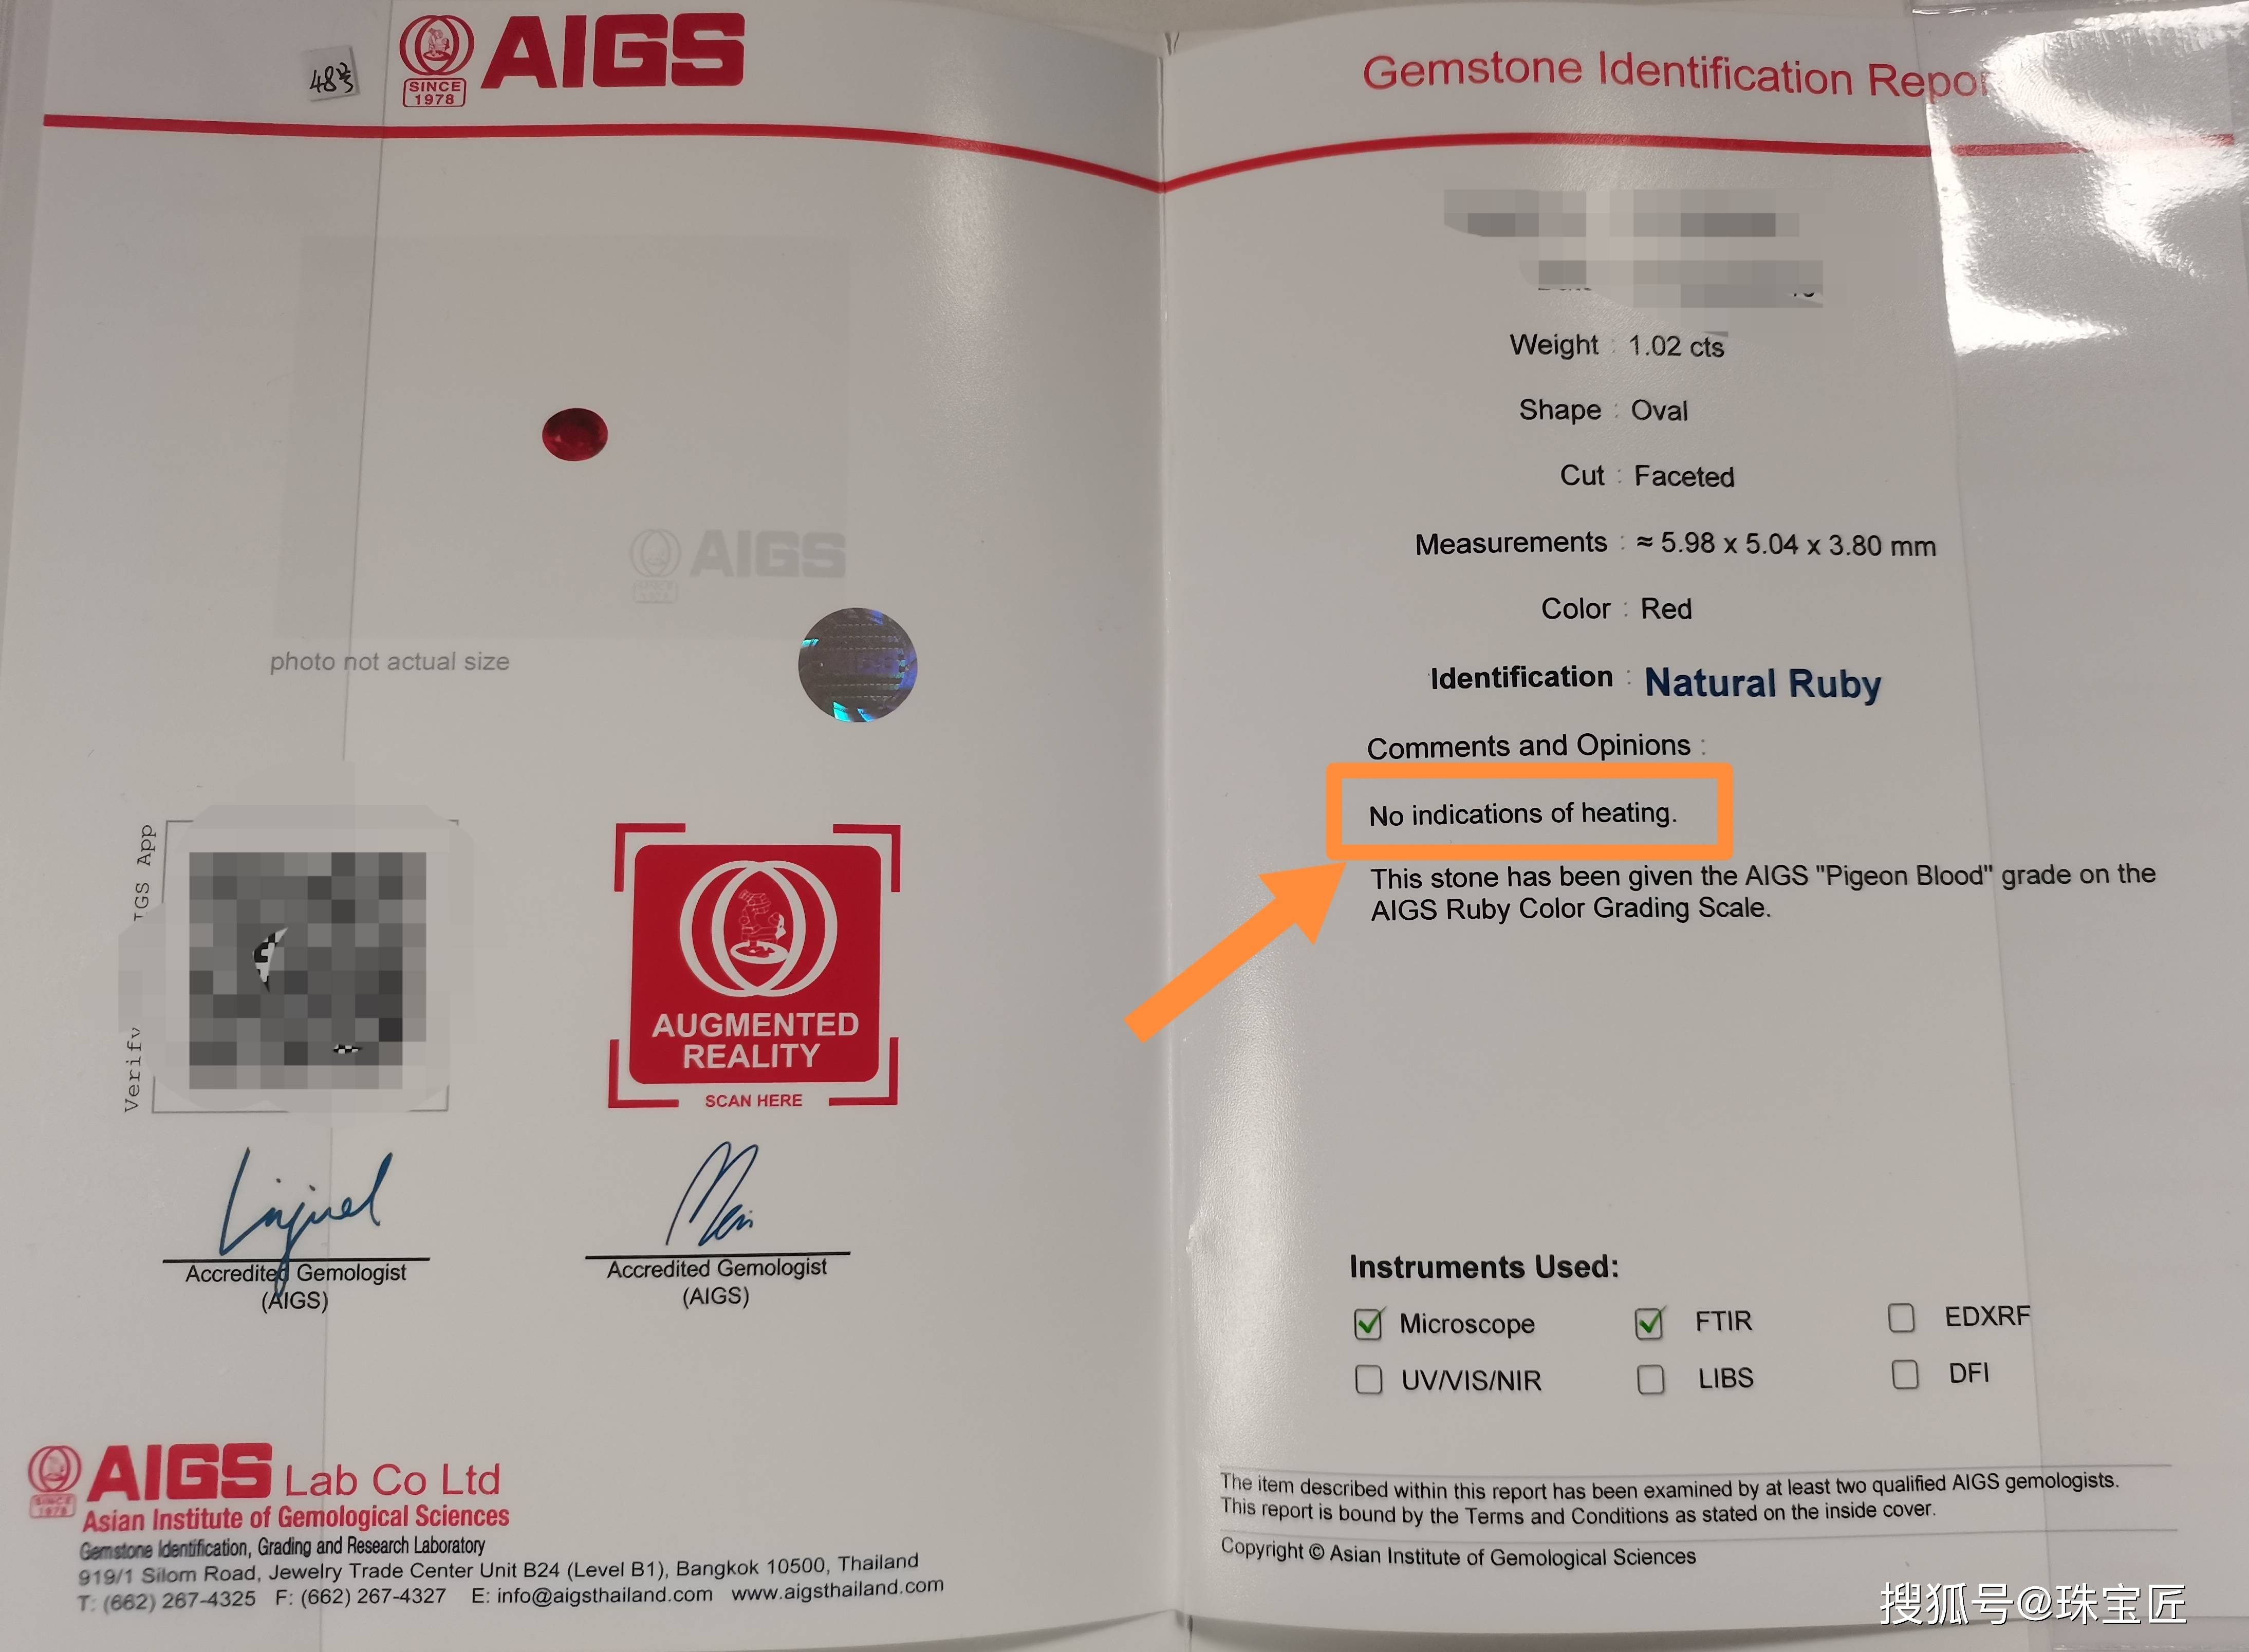 48号
AIGS
SINCE
1978
AIGS
photo not actual size
Verify
IGS App
AUGMENTED
REALITY
SCAN HERE
Accredited Gemologist
(AIGS)
Accredited Gemologist
(AIGS)
AIGS Lab Co Ltd
SINCE
1978
Asian Institute of Gemological Sciences
Gemstone Identification, Grading and Research Laboratory
919/1 Silom Road, Jewelry Trade Center Unit B24 (Level B1), Bangkok 10500, Thailand
T: (662) 267-4325 F: (662) 267-4327 E: info@aigsthailand.com www.aigsthailand.com
Gemstone Identification Repor
Weight : 1.02 cts
Shape : Oval
Cut : Faceted
Measurements : ≈ 5.98 x 5.04 x 3.80 mm
Color : Red
Identification : Natural Ruby
Comments and Opinions :
No indications of heating.
This stone has been given the AIGS "Pigeon Blood" grade on the
AIGS Ruby Color Grading Scale.
Instruments Used:
Microscope FTIR EDXRF
UV/VIS/NIR LIBS DFI
The item described within this report has been examined by at least two qualified AIGS gemologists.
This report is bound by the Terms and Conditions as stated on the inside cover.
Copyright © Asian Institute of Gemological Sciences
搜狐号@珠宝匠